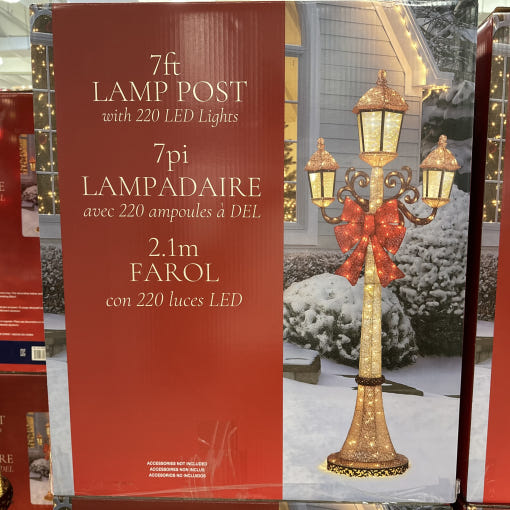 7ft
LAMP POST
with 220 LED Lights
7pi
LAMPADAIRE
avec 220 ampoules à DEL
2.1m
FAROL
con 220 luces LED
ACCESSORIES NOT INCLUDED
ACCESSOIRES NON INCLUS
ACCESORIOS NO INCLUIDOS